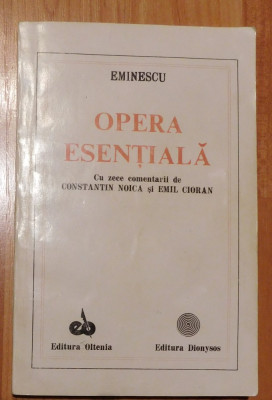 EMINESCU
OPERA
ESENȚIALĂ
Cu zece comentarii de
CONSTANTIN NOICA și EMIL CIORAN
Editura Oltenia
Editura Dionysos